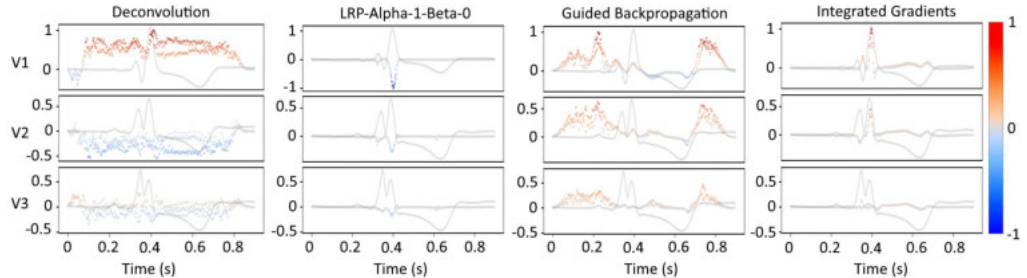 Deconvolution LRP-Alpha-1-Beta-0 Guided Backpropagation Integrated Gradients
V1 1 0 1 0 -1 1 0 1 0 1
V2 0.5 0 -0.5 0.5 0 0.5 0 0.5 0 0
V3 0.5 0 -0.5 0.5 0 -0.5 0.5 0 -0.5 0.5 0 -0.5 -1
0 0.2 0.4 0.6 0.8 0 0.2 0.4 0.6 0.8 0 0.2 0.4 0.6 0.8 0 0.2 0.4 0.6 0.8
Time (s) Time (s) Time (s) Time (s)